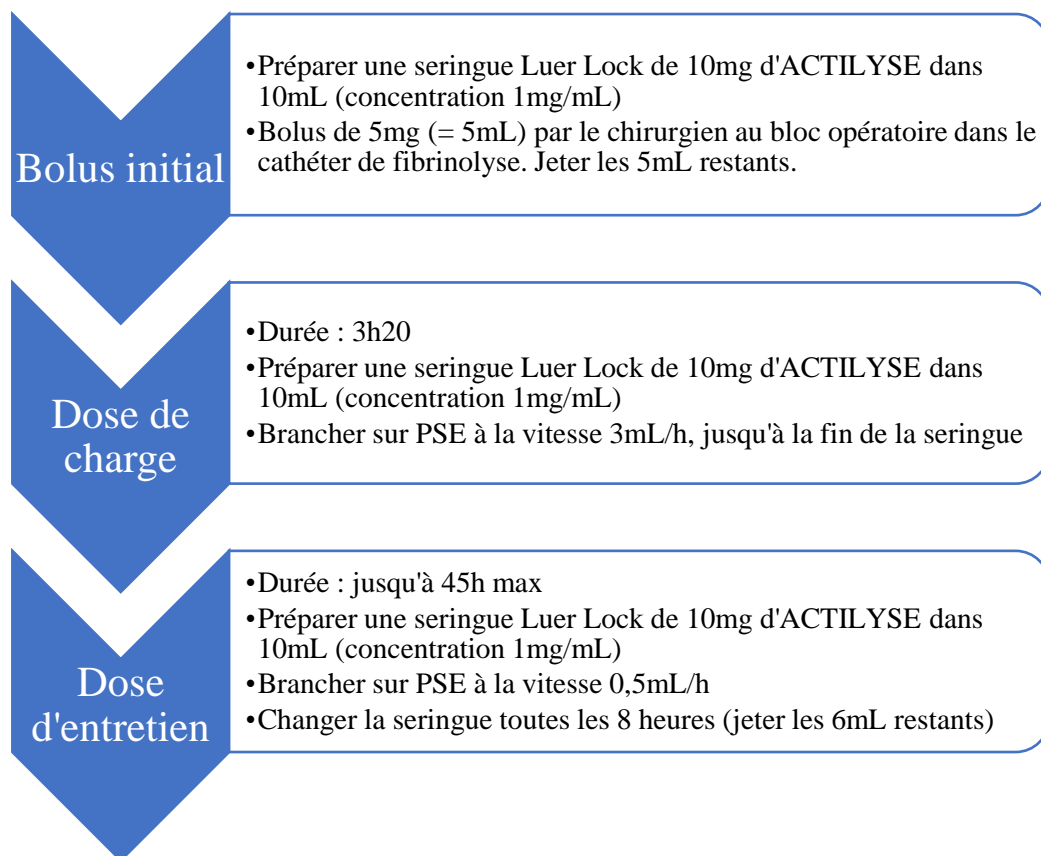 Bolus initial
•Préparer une seringue Luer Lock de 10mg d'ACTILYSE dans
10mL (concentration 1mg/mL)
•Bolus de 5mg (= 5mL) par le chirurgien au bloc opératoire dans le
cathéter de fibrinolyse. Jeter les 5mL restants.
Dose de
charge
•Durée : 3h20
•Préparer une seringue Luer Lock de 10mg d'ACTILYSE dans
10mL (concentration 1mg/mL)
•Brancher sur PSE à la vitesse 3mL/h, jusqu'à la fin de la seringue
Dose
d'entretien
•Durée : jusqu'à 45h max
•Préparer une seringue Luer Lock de 10mg d'ACTILYSE dans
10mL (concentration 1mg/mL)
•Brancher sur PSE à la vitesse 0,5mL/h
•Changer la seringue toutes les 8 heures (jeter les 6mL restants)